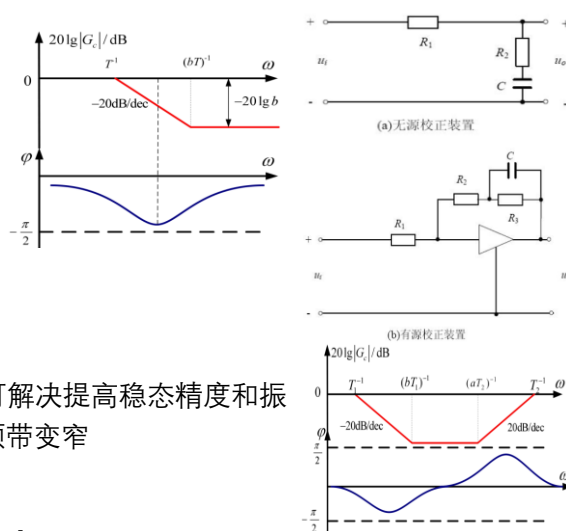 20lg|G_c|/dB
T^1
(bT)^-1
ω
0
-20dB/dec
-20lg b
φ
ω
-π/2
+
R_1
+
u_i
R_2
u_o
C
-
-
(a)无源校正装置
C
R_2
R_1
R_3
+
+
u_i
-
-
(b)有源校正装置
20lg|G_c|/dB
0
T_1^-1
(bT_1)^-1
(aT_2)^-1
T_2^-1
ω
-20dB/dec
20dB/dec
φ
π/2
ω
-π/2
解决提高稳态精度和振
带变窄